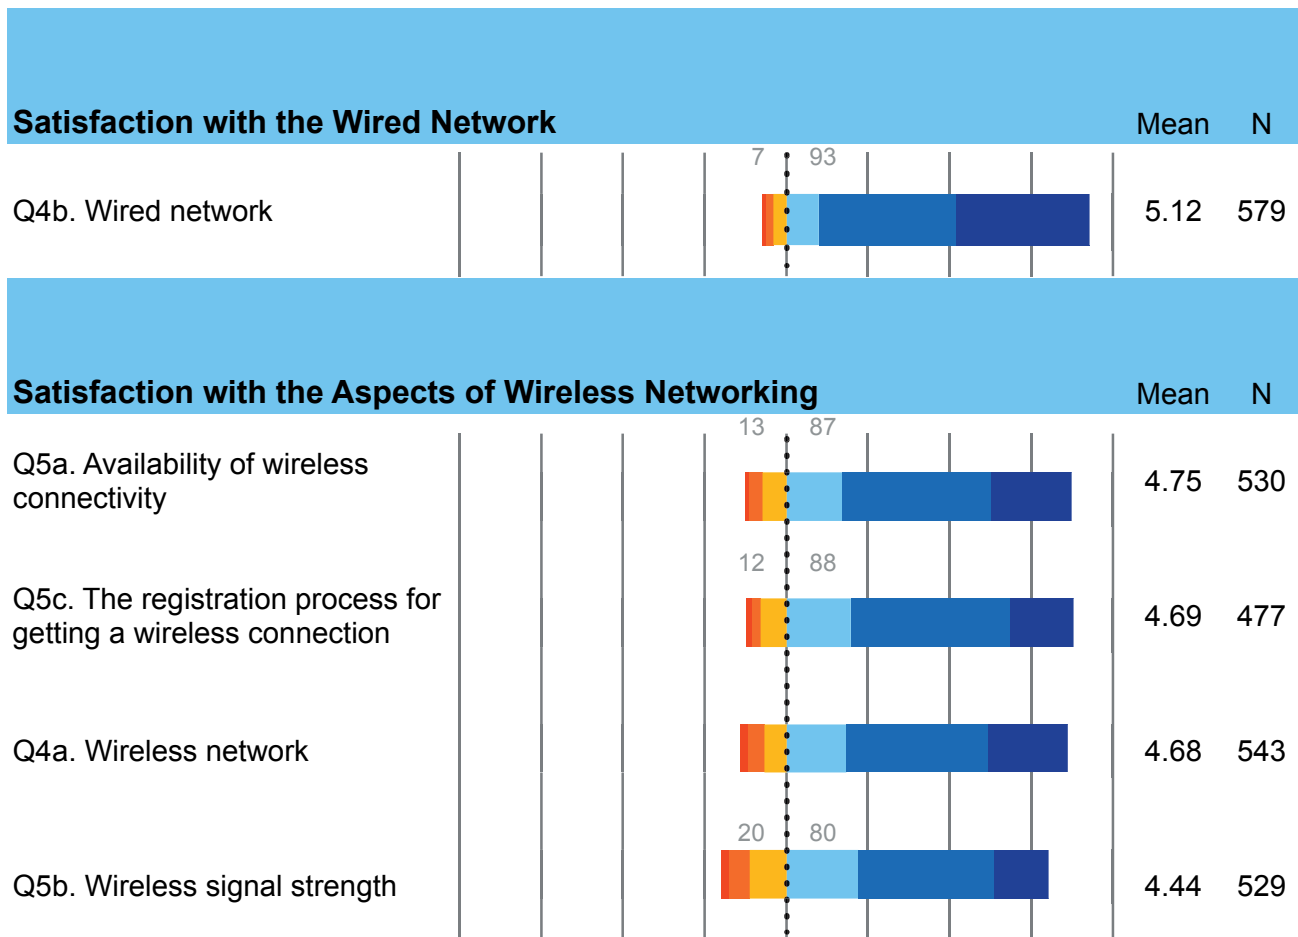 Satisfaction with the Wired Network Mean N
7 93
Q4b. Wired network 5.12 579
Satisfaction with the Aspects of Wireless Networking Mean N
13 87
Q5a. Availability of wireless
connectivity 4.75 530
12 88
Q5c. The registration process for
getting a wireless connection 4.69 477
Q4a. Wireless network 4.68 543
20 80
Q5b. Wireless signal strength 4.44 529